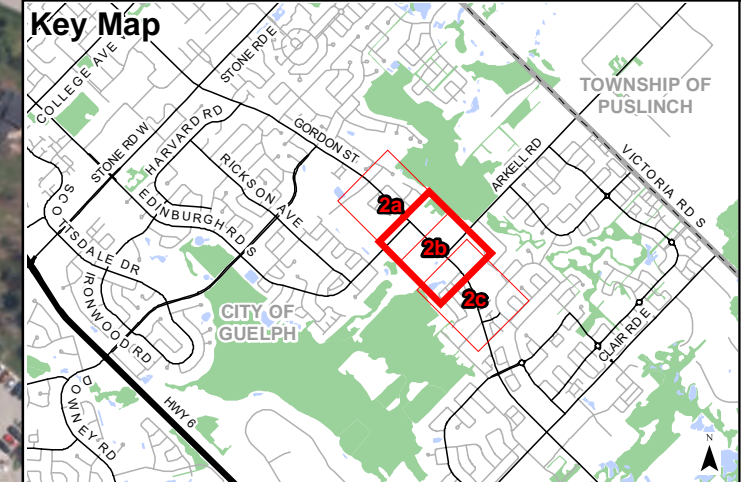 Key Map
COLLEGE AVE
STONE RD E
TOWNSHIP OF
PUSLINCH
STONE RD W
HARVARD RD
GORDON ST
RICKSON AVE
ARKELL RD
VICTORIA RD S
SCOTTSDALE DR
EDINBURGH RD S
2a
2b
2c
IRONWOOD RD
CITY OF
GUELPH
CLAIR RD E
DOWNEY RD
HWY 6
N